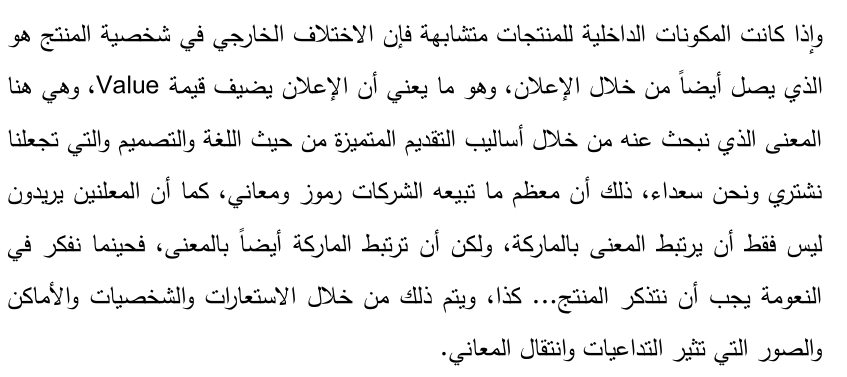 وإذا كانت المكونات الداخلية للمنتجات متشابهة فإن الاختلاف الخارجي في شخصية المنتج هو
الذي يصل أيضاً من خلال الإعلان، وهو ما يعني أن الإعلان يضيف قيمة Value، وهي هنا
المعنى الذي نبحث عنه من خلال أساليب التقديم المتميزة من حيث اللغة والتصميم والتي تجعلنا
نشتري ونحن سعداء، ذلك أن معظم ما تبيعه الشركات رموز ومعاني، كما أن المعلنين يريدون
ليس فقط أن يرتبط المعنى بالماركة، ولكن أن ترتبط الماركة أيضاً بالمعنى، فحينما نفكر في
النعومة يجب أن نتذكر المنتج... كذا، ويتم ذلك من خلال الاستعارات والشخصيات والأماكن
والصور التي تثير التداعيات وانتقال المعاني.